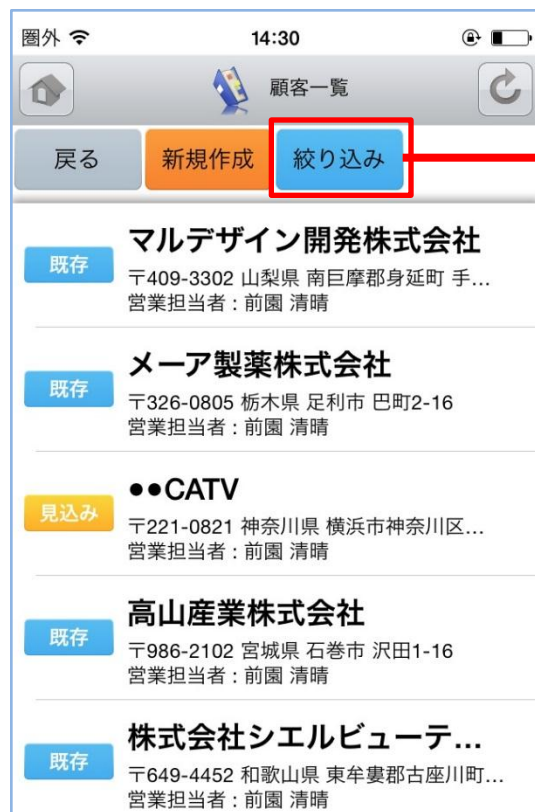 圏外 14:30
顧客一覧
戻る 新規作成 絞り込み
マルデザイン開発株式会社
既存
〒409-3302 山梨県 南巨摩郡身延町 手...
営業担当者 : 前園 清晴
メーア製薬株式会社
既存
〒326-0805 栃木県 足利市 巴町2-16
営業担当者 : 前園 清晴
●●CATV
見込み
〒221-0821 神奈川県 横浜市神奈川区...
営業担当者 : 前園 清晴
高山産業株式会社
既存
〒986-2102 宮城県 石巻市 沢田1-16
営業担当者 : 前園 清晴
株式会社シエルビューテ...
既存
〒649-4452 和歌山県 東牟婁郡古座川町...
営業担当者 : 前園 清晴